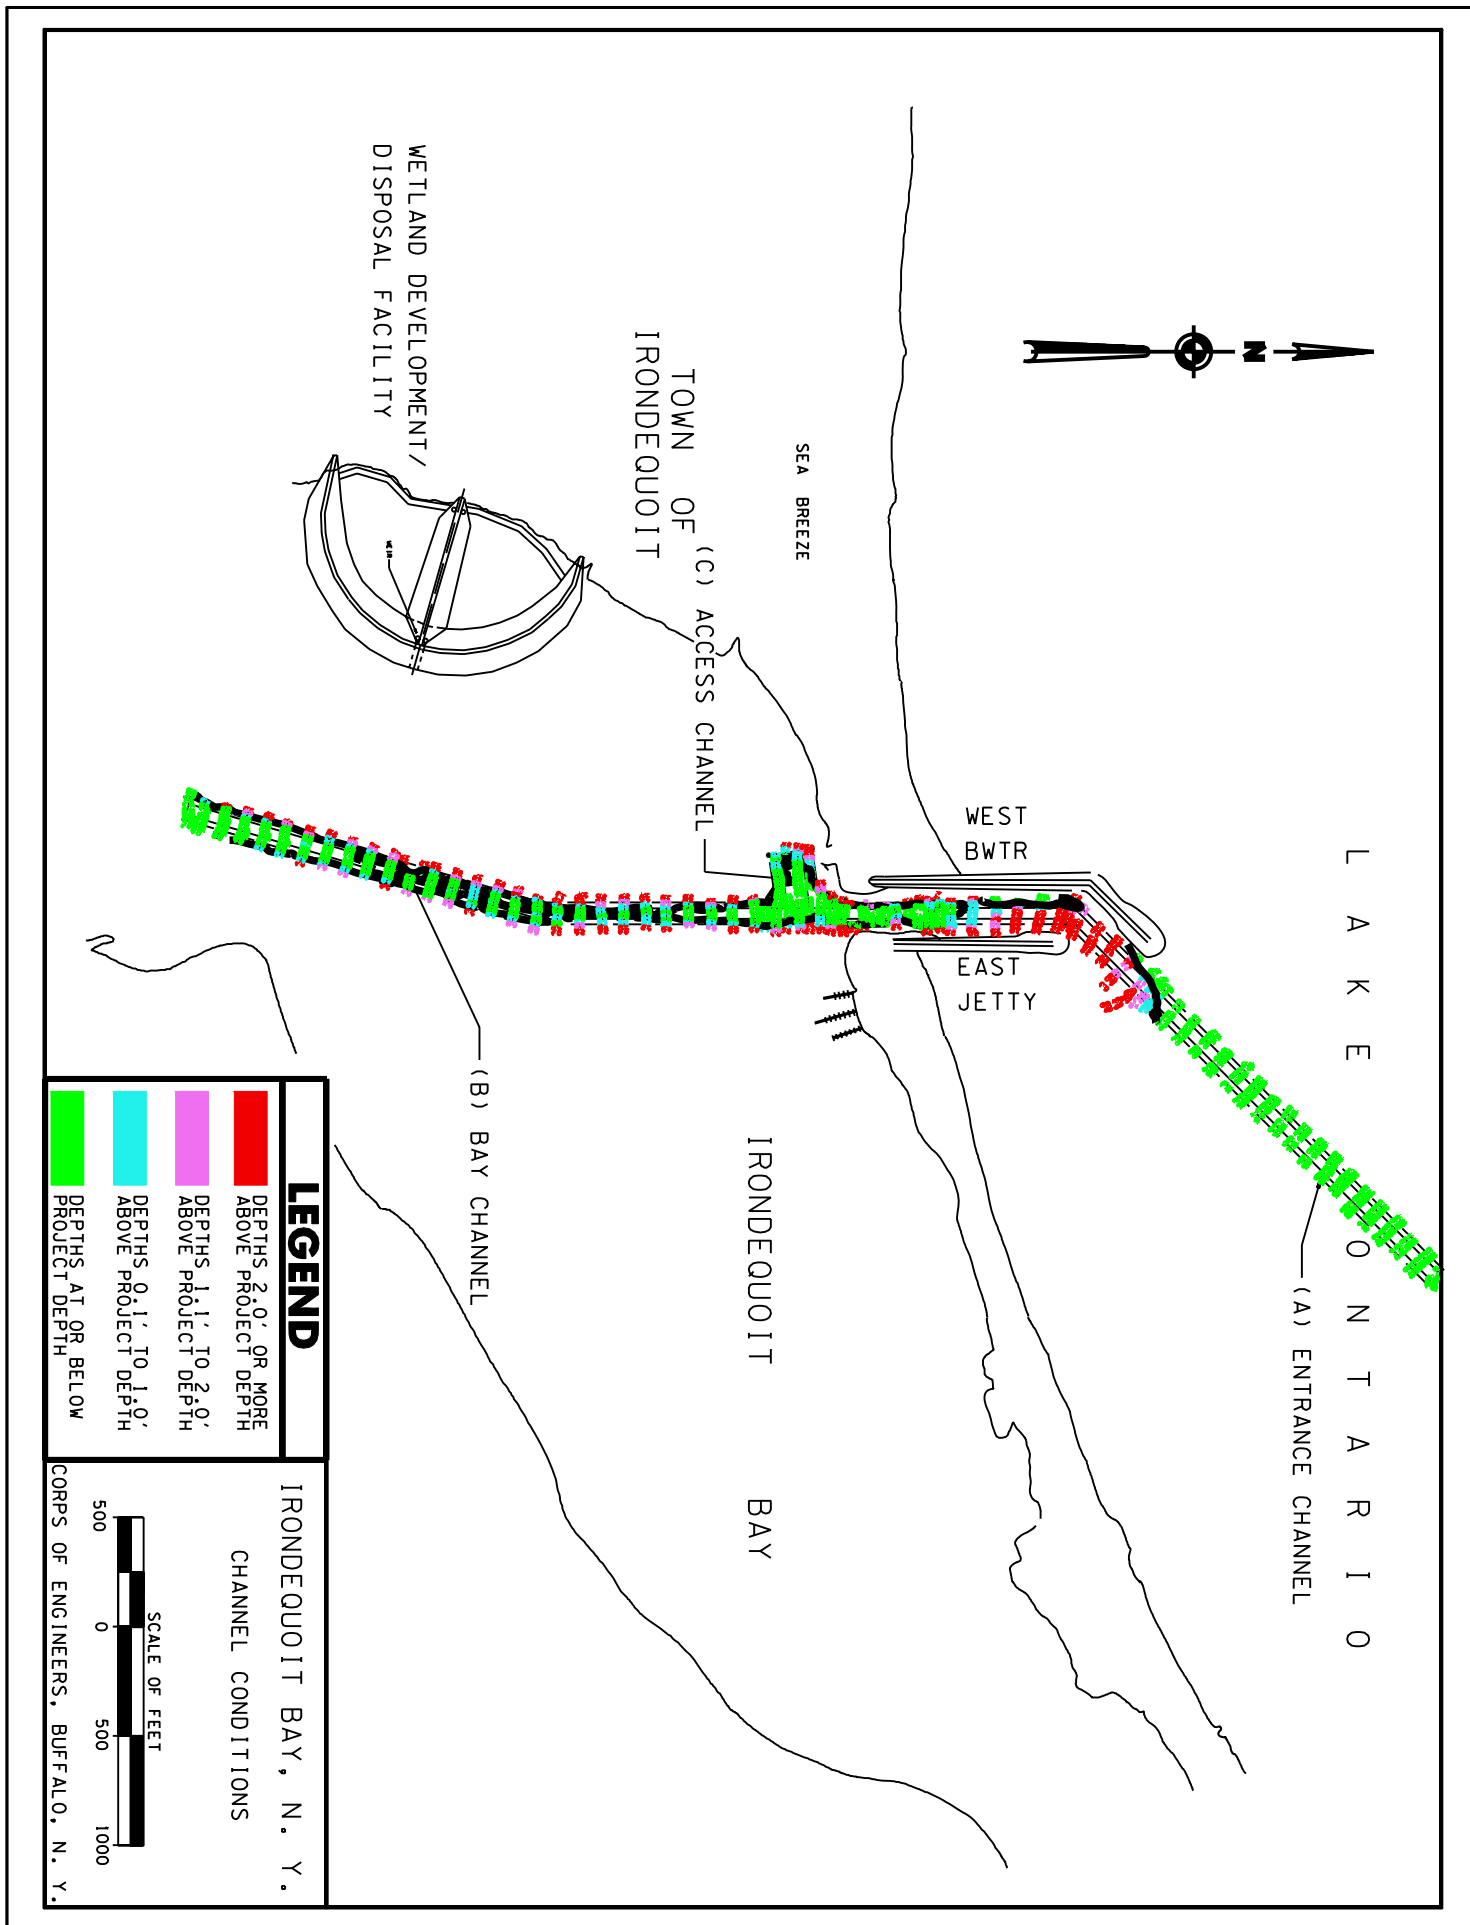 L A K E O N T A R I O
(A) ENTRANCE CHANNEL
N
WEST
BWTR
EAST
JETTY
SEA BREEZE
TOWN OF
IRONDEQUOIT
(C) ACCESS CHANNEL
IRONDEQUOIT BAY
WETLAND DEVELOPMENT/
DISPOSAL FACILITY
WEIR
(B) BAY CHANNEL
LEGEND
DEPTHS 2.0' OR MORE
ABOVE PROJECT DEPTH
DEPTHS 1.1' TO 2.0'
ABOVE PROJECT DEPTH
DEPTHS 0.1' TO 1.0'
ABOVE PROJECT DEPTH
DEPTHS AT OR BELOW
PROJECT DEPTH
IRONDEQUOIT BAY, N. Y.
CHANNEL CONDITIONS
SCALE OF FEET
500 0 500 1000
CORPS OF ENGINEERS, BUFFALO, N. Y.